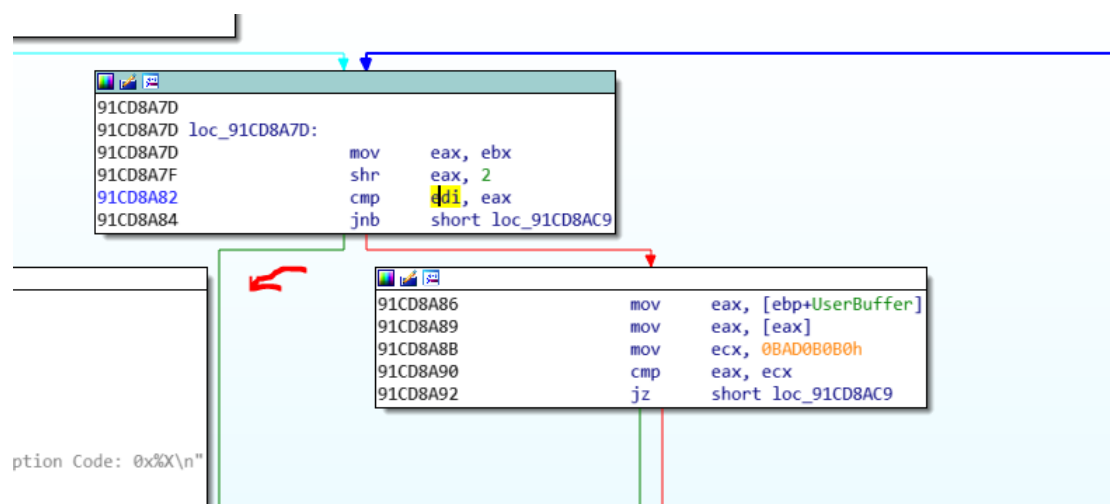 91CD8A7D
91CD8A7D loc_91CD8A7D:
91CD8A7D mov eax, ebx
91CD8A7F shr eax, 2
91CD8A82 cmp edi, eax
91CD8A84 jnb short loc_91CD8AC9
91CD8A86 mov eax, [ebp+UserBuffer]
91CD8A89 mov eax, [eax]
91CD8A8B mov ecx, 0BAD0B0B0h
91CD8A90 cmp eax, ecx
91CD8A92 jz short loc_91CD8AC9
ption Code: 0x%X\n"